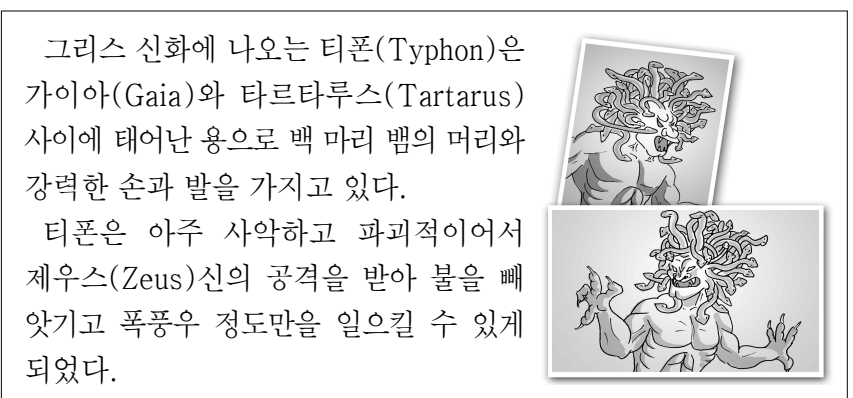 그리스 신화에 나오는 티폰(Typhon)은
가이아(Gaia)와 타르타루스(Tartarus)
사이에 태어난 용으로 백 마리 뱀의 머리와
강력한 손과 발을 가지고 있다.
티폰은 아주 사악하고 파괴적이어서
제우스(Zeus)신의 공격을 받아 불을 빼
앗기고 폭풍우 정도만을 일으킬 수 있게
되었다.